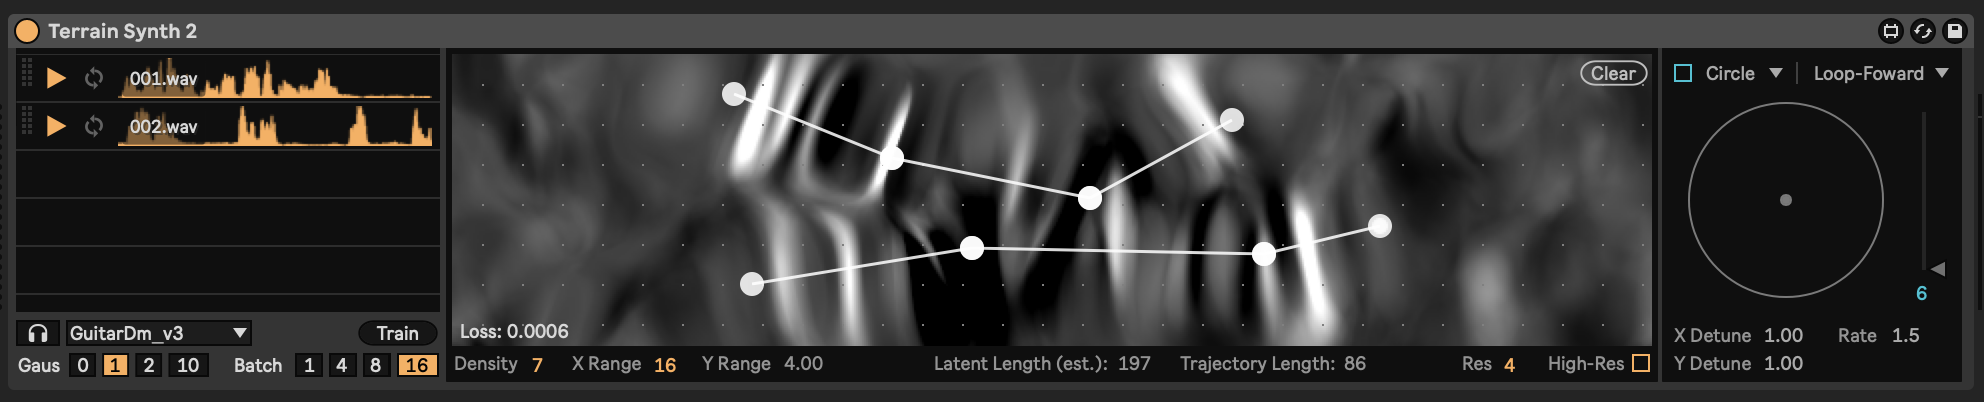 Terrain Synth 2
001.wav
002.wav
GuitarDm_v3 Train
Gaus 0 1 2 10 Batch 1 4 8 16
Clear
Loss: 0.0006
Density 7 X Range 16 Y Range 4.00 Latent Length (est.): 197 Trajectory Length: 86 Res 4 High-Res
Circle Loop-Foward
6
X Detune 1.00 Rate 1.5
Y Detune 1.00